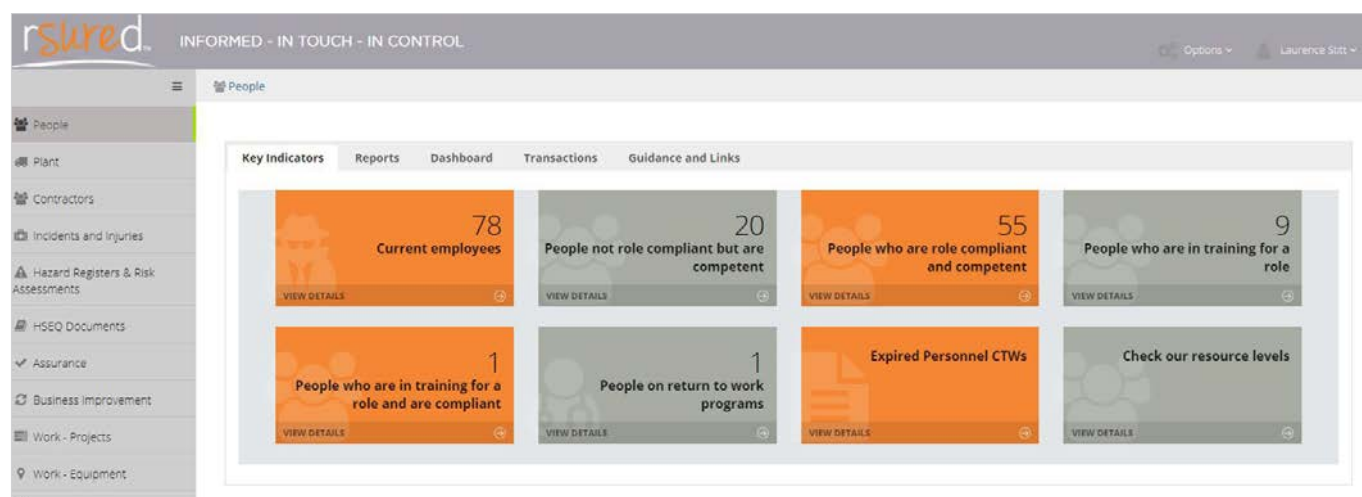 rsured™
INFORMED - IN TOUCH - IN CONTROL
Options
Laurence Stitt
People
People
Plant
Contractors
Incidents and Injuries
Hazard Registers & Risk
Assessments
HSEQ Documents
Assurance
Business Improvement
Work - Projects
Work - Equipment
Key Indicators
Reports
Dashboard
Transactions
Guidance and Links
78
Current employees
VIEW DETAILS
20
People not role compliant but are
competent
VIEW DETAILS
55
People who are role compliant
and competent
VIEW DETAILS
9
People who are in training for a
role
VIEW DETAILS
1
People who are in training for a
role and are compliant
VIEW DETAILS
1
People on return to work
programs
VIEW DETAILS
Expired Personnel CTWs
VIEW DETAILS
Check our resource levels
VIEW DETAILS